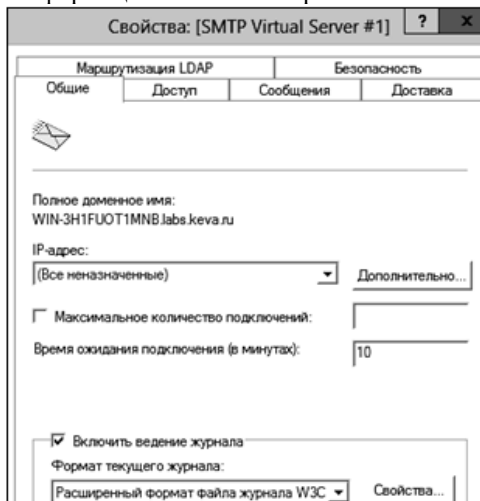 Свойства: [SMTP Virtual Server #1] ? x
Маршрутизация LDAP Безопасность
Общие Доступ Сообщения Доставка
Полное доменное имя:
WIN-3H1FUOT1MNB.labs.keva.ru
IP-адрес:
(Все неназначенные) Дополнительно...
Максимальное количество подключений:
Время ожидания подключения (в минутах): 10
Включить ведение журнала
Формат текущего журнала:
Расширенный формат файла журнала W3C Свойства...